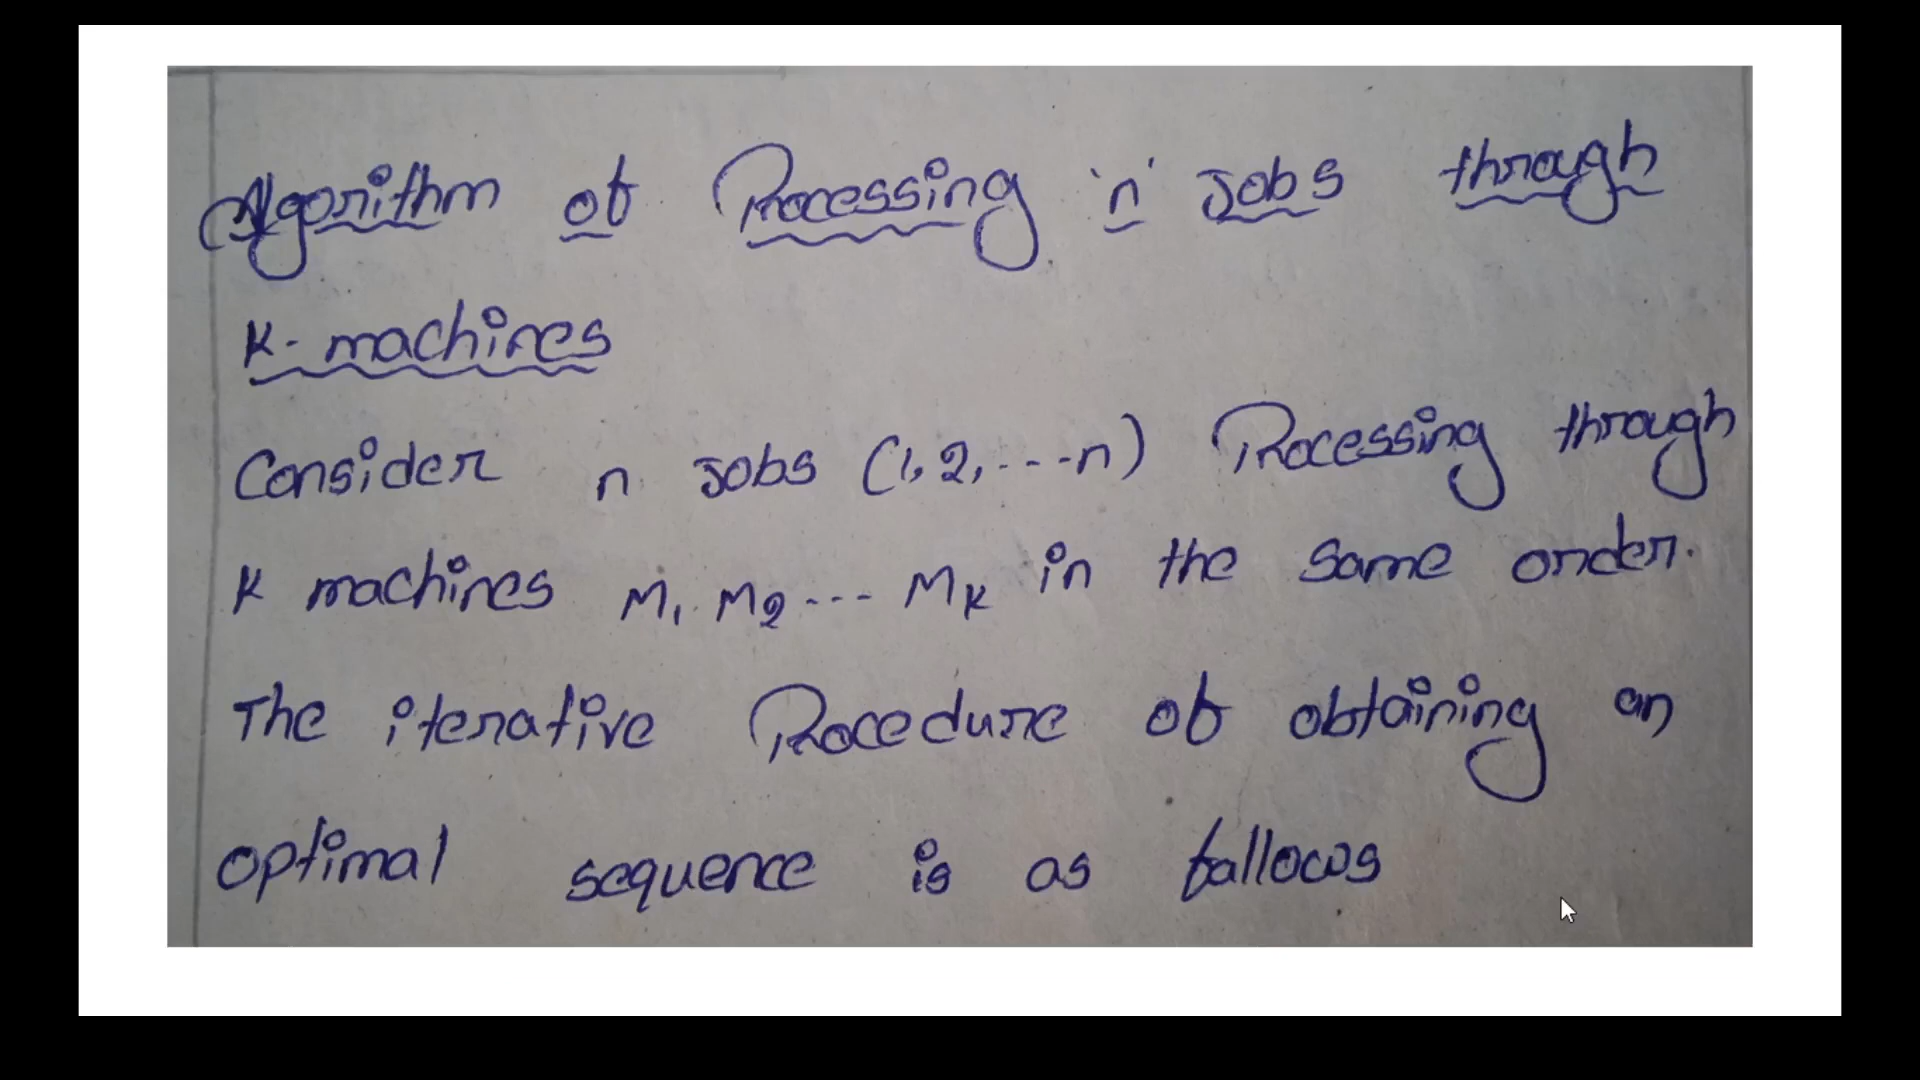 Algorithm of Processing 'n' Jobs through
K-machines
Consider n Jobs (1, 2, ---n) Processing through
K machines M1 M2 --- MK in the same order.
The iterative Procedure of obtaining an
optimal sequence is as fallows